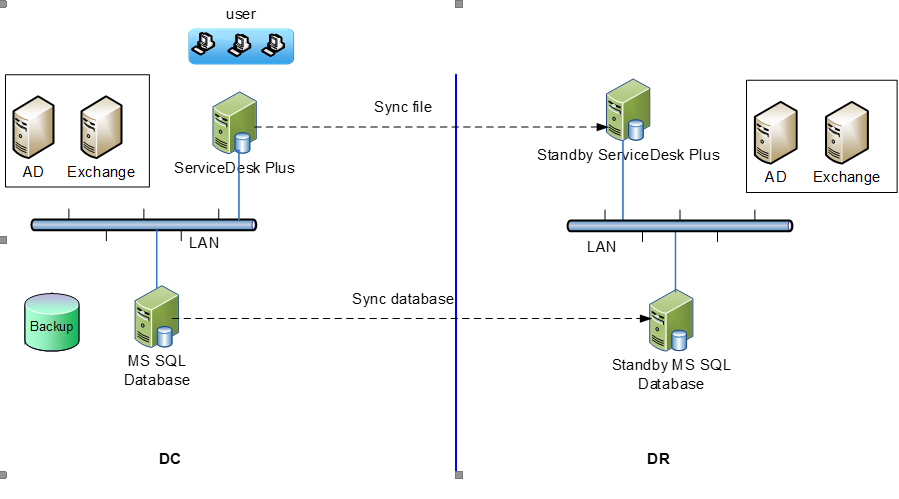 user
Sync file
ServiceDesk Plus
Standby ServiceDesk Plus
AD
Exchange
AD
Exchange
LAN
LAN
Sync database
Backup
MS SQL
Database
Standby MS SQL
Database
DC
DR